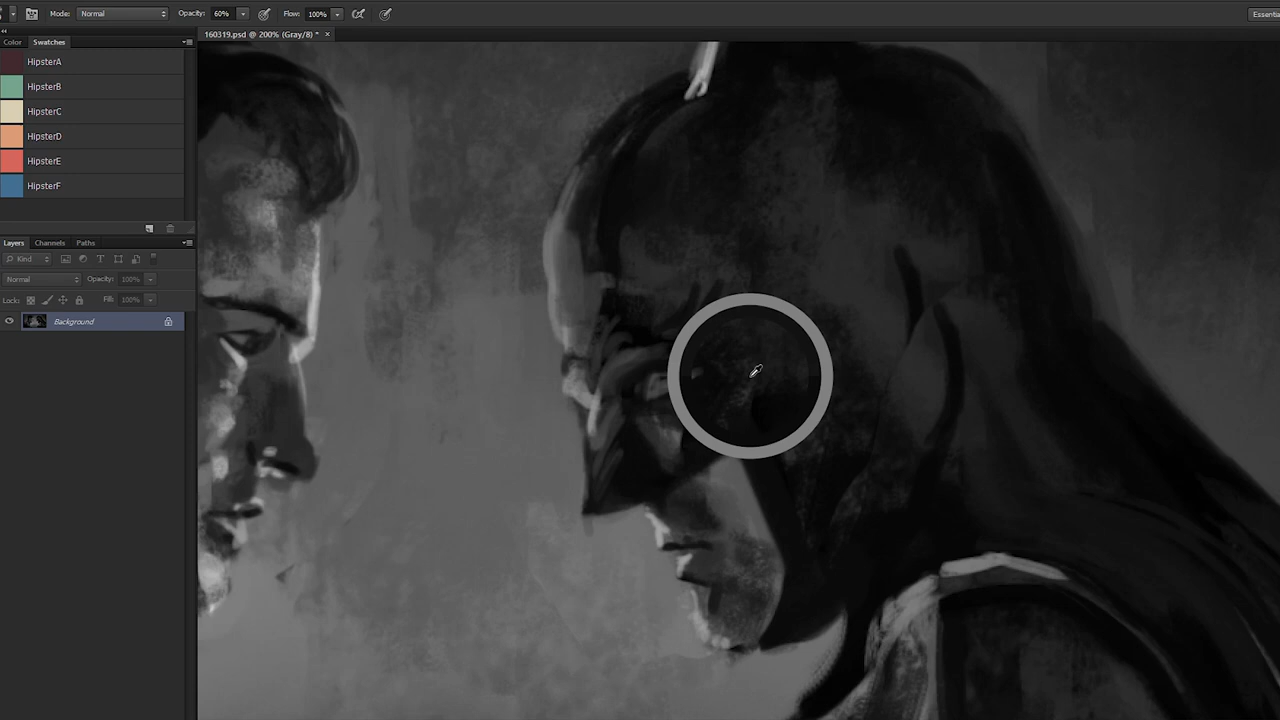 Mode: Normal Opacity: 60% Flow: 100% Essentia
160319.psd @ 200% (Gray/8) * ×
Color Swatches
HipsterA
HipsterB
HipsterC
HipsterD
HipsterE
HipsterF
Layers Channels Paths
Kind
Normal Opacity: 100%
Lock: Fill: 100%
Background